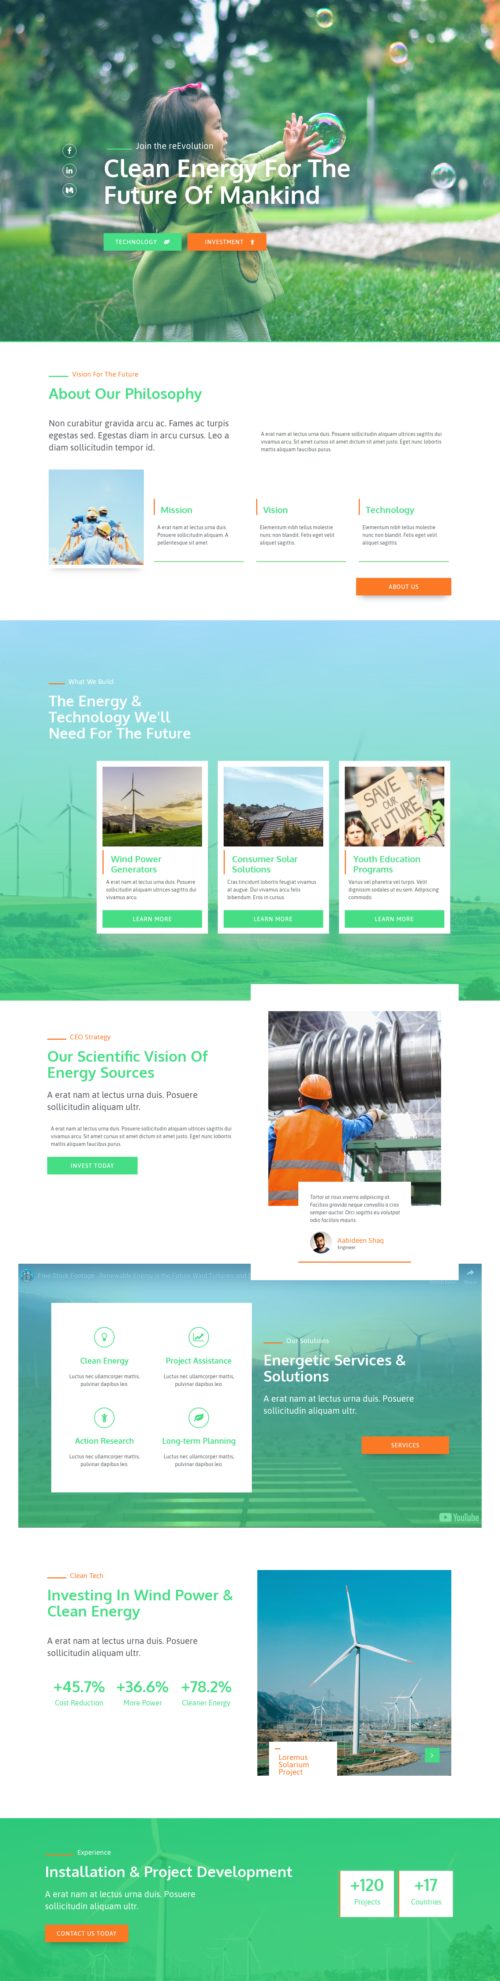 Join the reEvolution
Clean Energy For The
Future Of Mankind
TECHNOLOGY
INVESTMENT
Vision For The Future
About Our Philosophy
Non curabitur gravida arcu ac. Fames ac turpis
egestas sed. Egestas diam in arcu cursus. Leo a
diam sollicitudin tempor id.
A erat nam at lectus urna duis. Posuere sollicitudin aliquam ultrices sagittis dui
vivamus arcu. Sit amet cursus sit amet dictum sit amet justo. Eget nunc lobortis
mattis aliquam faucibus purus.
Mission
A erat nam at lectus urna duis.
Posuere sollicitudin aliquam. A
pellentesque sit amet
Vision
Elementum nibh tellus molestie
nunc non blandit. Felis eget velit
aliquet sagittis.
Technology
Elementum nibh tellus molestie
nunc non blandit. Felis eget velit
aliquet sagittis.
ABOUT US
What We Build
The Energy &
Technology We'll
Need For The Future
Wind Power
Generators
A erat nam at lectus urna duis. Posuere
sollicitudin aliquam ultrices sagittis dui
vivamus arcu.
LEARN MORE
SAVE
OUR
FUTURE
Consumer Solar
Solutions
Cras tincidunt lobortis feugiat vivamus
at augue. Dui vivamus arcu felis
bibendum. Eros in cursus.
LEARN MORE
Youth Education
Programs
Varius vel pharetra vel turpis. Velit
dignissim sodales ut eu sem. Adipiscing
commodo.
LEARN MORE
CEO Strategy
Our Scientific Vision Of
Energy Sources
A erat nam at lectus urna duis. Posuere
sollicitudin aliquam ultr.
A erat nam at lectus urna duis. Posuere sollicitudin aliquam ultrices sagittis dui
vivamus arcu. Sit amet cursus sit amet dictum sit amet justo. Eget nunc lobortis
mattis aliquam faucibus purus.
INVEST TODAY
Tortor at risus viverra adipiscing at.
Facilisis gravida neque convallis a cras
semper auctor. Orci sagittis eu volutpat
odio facilisis mauris.
Aabideen Shaq
Engineer
Free Stock Footage - Renewable Energy is the Future Wind Turbines and
Clean Energy
Luctus nec ullamcorper mattis,
pulvinar dapibus leo.
Project Assistance
Luctus nec ullamcorper mattis,
pulvinar dapibus leo.
Action Research
Luctus nec ullamcorper mattis,
pulvinar dapibus leo.
Long-term Planning
Luctus nec ullamcorper mattis,
pulvinar dapibus leo.
Our Solutions
Energetic Services &
Solutions
A erat nam at lectus urna duis. Posuere
sollicitudin aliquam ultr.
SERVICES
YouTube
Clean Tech
Investing In Wind Power &
Clean Energy
A erat nam at lectus urna duis. Posuere
sollicitudin aliquam ultr.
+45.7%
Cost Reduction
+36.6%
More Power
+78.2%
Cleaner Energy
Loremus
Solarium
Project
Experience
Installation & Project Development
A erat nam at lectus urna duis. Posuere
sollicitudin aliquam ultr.
CONTACT US TODAY
+120
Projects
+17
Countries